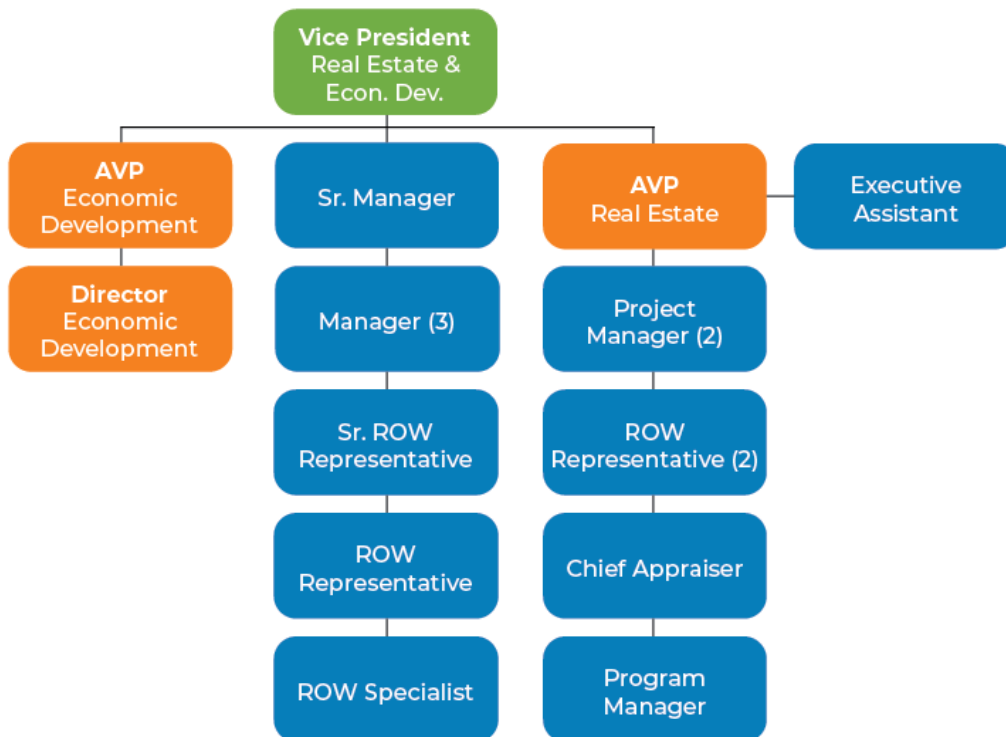 Vice President
Real Estate &
Econ. Dev.
AVP
Economic
Development
Sr. Manager
AVP
Real Estate
Executive
Assistant
Director
Economic
Development
Manager (3)
Project
Manager (2)
Sr. ROW
Representative
ROW
Representative (2)
ROW
Representative
Chief Appraiser
ROW Specialist
Program
Manager